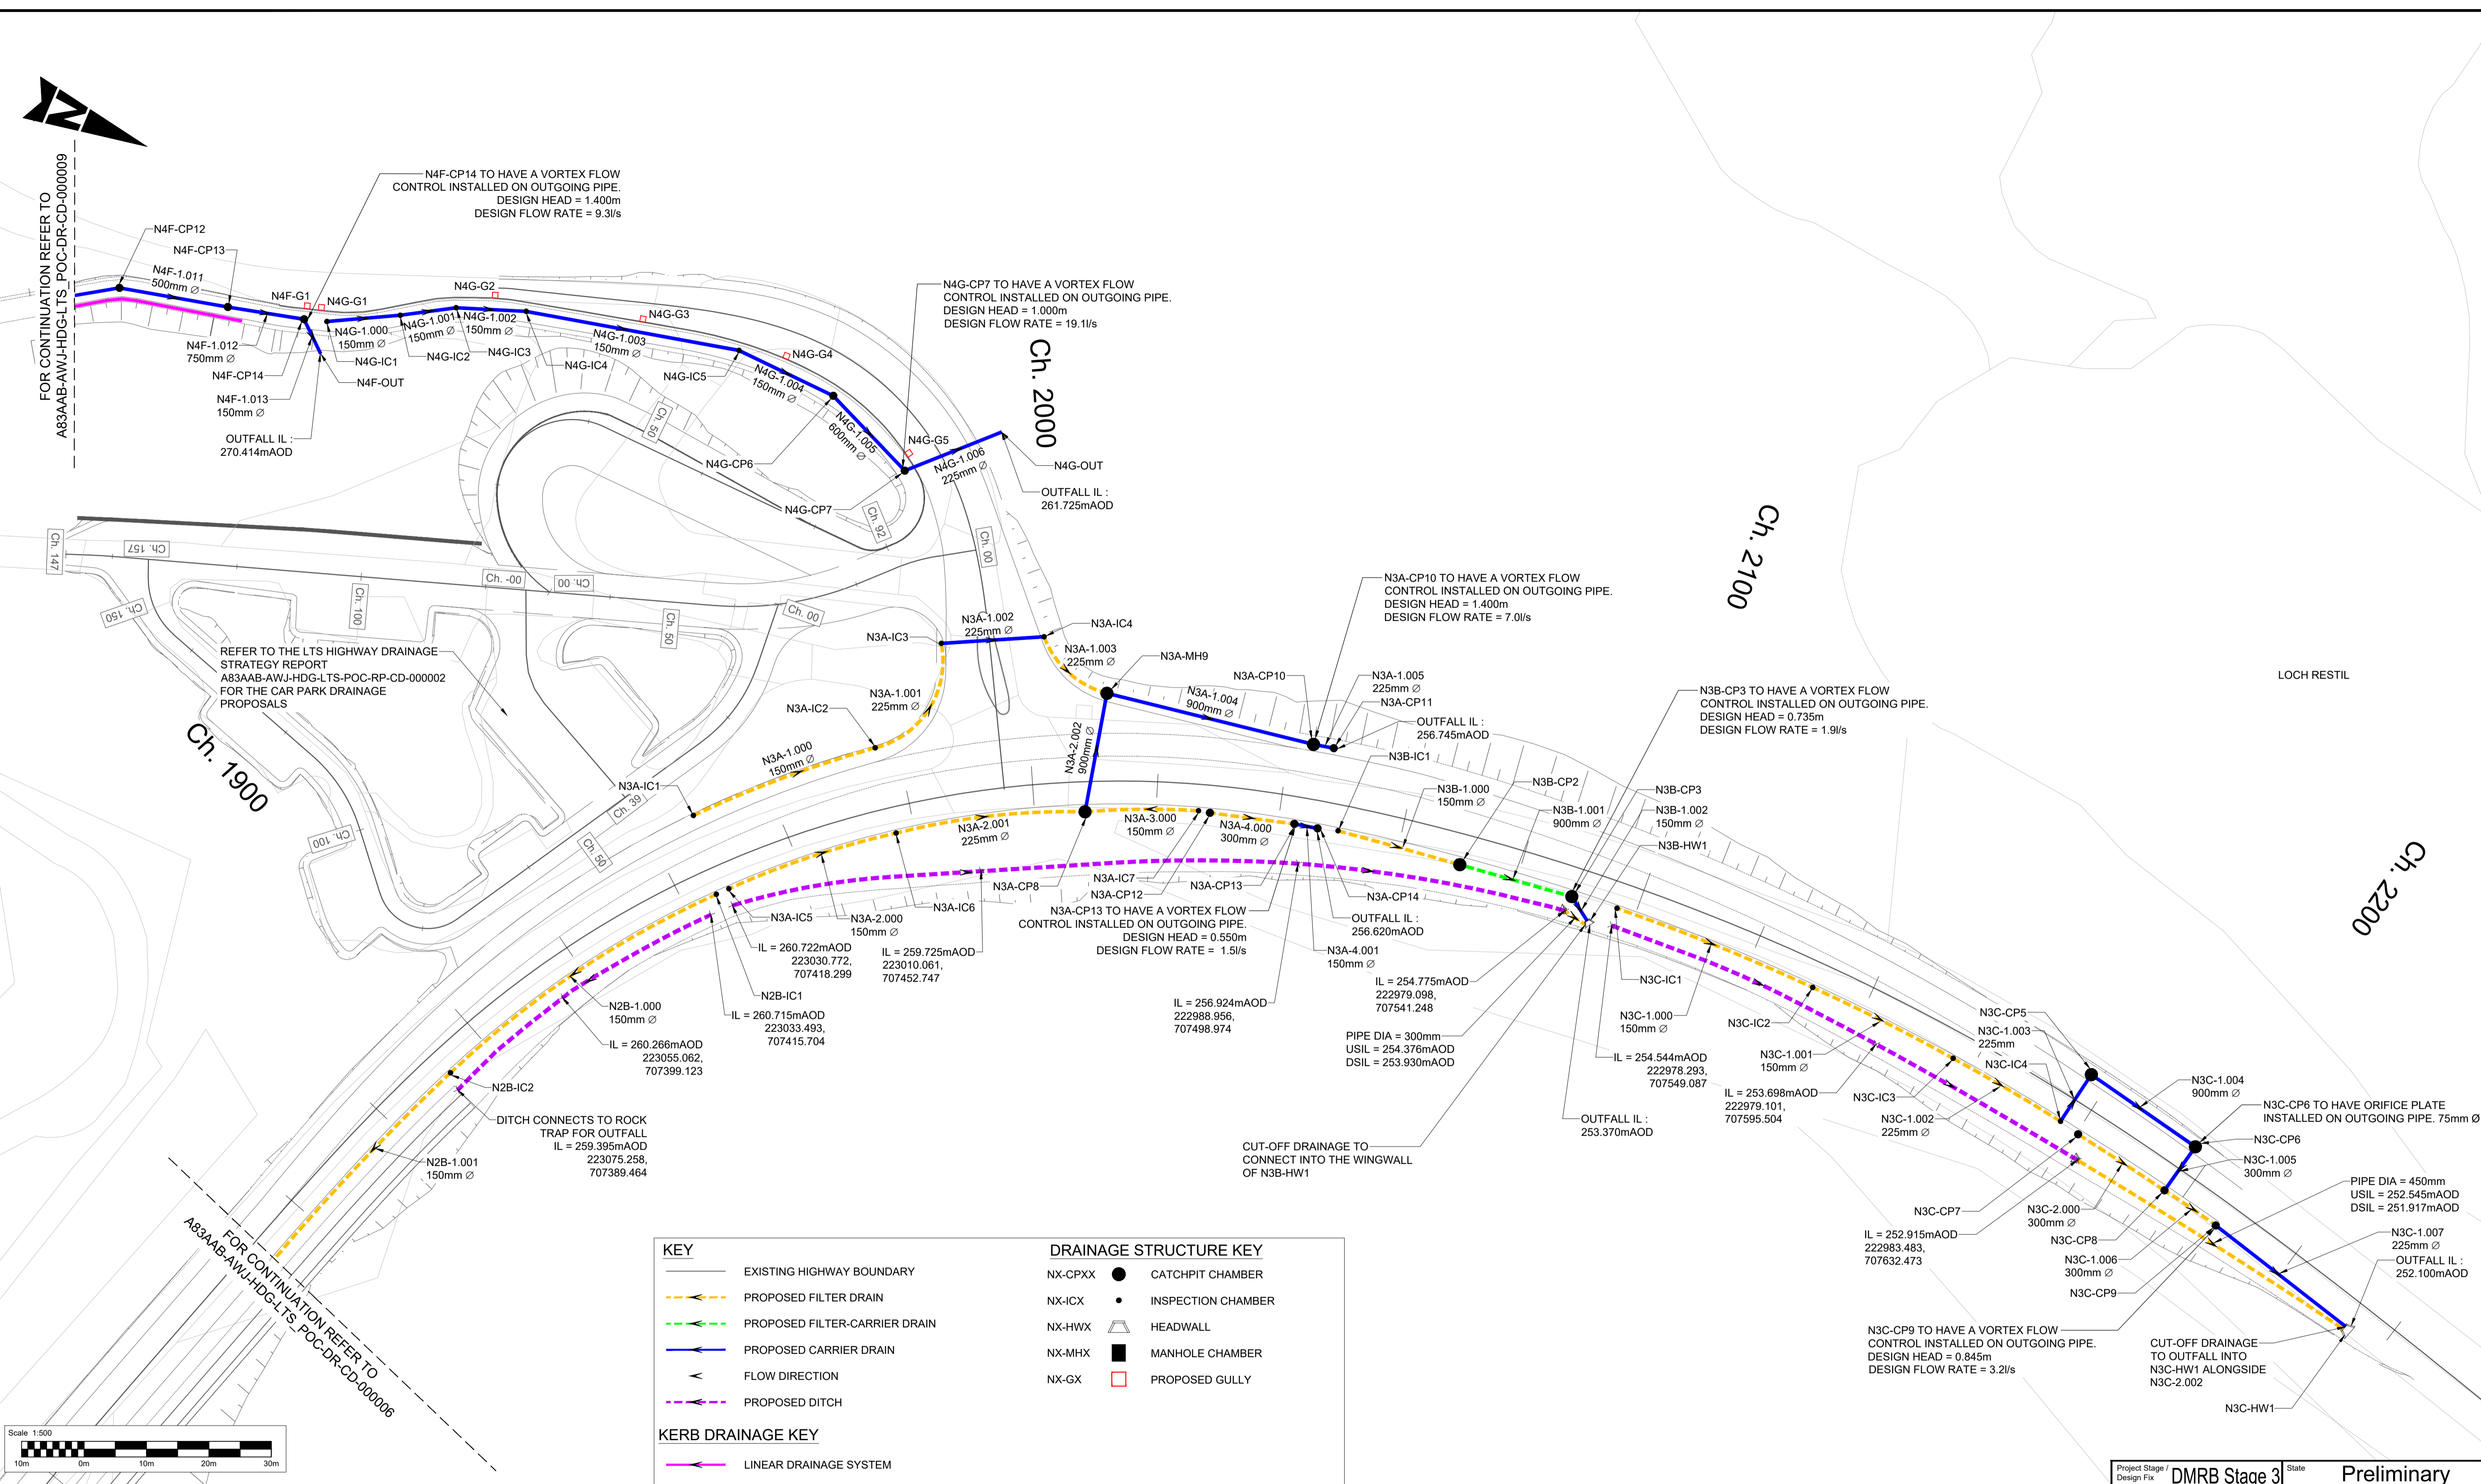 FOR CONTINUATION REFER TO
A83AAB-AWJ-HDG-LTS_POC-DR-CD-000009
N
N4F-CP14 TO HAVE A VORTEX FLOW
CONTROL INSTALLED ON OUTGOING PIPE.
DESIGN HEAD = 1.400m
DESIGN FLOW RATE = 9.3l/s
N4F-CP12
N4F-CP13
N4F-1.011
500mm Ø
N4F-G1
N4G-G1
N4G-G2
N4G-G3
N4G-G4
N4F-1.012
750mm Ø
N4F-CP14
N4F-1.013
150mm Ø
OUTFALL IL :
270.414mAOD
N4G-1.000
150mm Ø
N4G-IC1
N4F-OUT
N4G-1.001
150mm Ø
N4G-IC2
N4G-1.002
150mm Ø
N4G-IC3
N4G-IC4
N4G-1.003
150mm Ø
N4G-IC5
N4G-1.004
150mm Ø
N4G-1.005
600mm Ø
N4G-CP6
N4G-CP7
N4G-G5
N4G-1.006
225mm Ø
N4G-OUT
OUTFALL IL :
261.725mAOD
N4G-CP7 TO HAVE A VORTEX FLOW
CONTROL INSTALLED ON OUTGOING PIPE.
DESIGN HEAD = 1.000m
DESIGN FLOW RATE = 19.1l/s
Ch. 2000
Ch. 50
Ch. 92
Ch. 00
Ch. 147
Ch. 157
Ch. -00
Ch. 00
Ch. 150
Ch. 100
Ch. 50
Ch. 00
Ch. 39
Ch. 50
Ch. 100
REFER TO THE LTS HIGHWAY DRAINAGE
STRATEGY REPORT
A83AAB-AWJ-HDG-LTS-POC-RP-CD-000002
FOR THE CAR PARK DRAINAGE
PROPOSALS
Ch. 1900
N3A-IC3
N3A-1.002
225mm Ø
N3A-IC4
N3A-1.003
225mm Ø
N3A-MH9
N3A-1.001
225mm Ø
N3A-IC2
N3A-1.000
150mm Ø
N3A-IC1
N3A-2.002
900mm Ø
N3A-1.004
900mm Ø
N3A-CP10
N3A-1.005
225mm Ø
N3A-CP11
OUTFALL IL :
256.745mAOD
N3A-CP10 TO HAVE A VORTEX FLOW
CONTROL INSTALLED ON OUTGOING PIPE.
DESIGN HEAD = 1.400m
DESIGN FLOW RATE = 7.0l/s
Ch. 2100
LOCH RESTIL
N3B-CP3 TO HAVE A VORTEX FLOW
CONTROL INSTALLED ON OUTGOING PIPE.
DESIGN HEAD = 0.735m
DESIGN FLOW RATE = 1.9l/s
N3B-IC1
N3B-1.000
150mm Ø
N3B-CP2
N3B-1.001
900mm Ø
N3B-CP3
N3B-1.002
150mm Ø
N3B-HW1
N3A-2.001
225mm Ø
N3A-3.000
150mm Ø
N3A-4.000
300mm Ø
N3A-CP8
N3A-IC7
N3A-CP12
N3A-CP13
N3A-CP14
N3A-CP13 TO HAVE A VORTEX FLOW
CONTROL INSTALLED ON OUTGOING PIPE.
DESIGN HEAD = 0.550m
DESIGN FLOW RATE = 1.5l/s
OUTFALL IL :
256.620mAOD
N3A-4.001
150mm Ø
N3A-IC5
N3A-2.000
150mm Ø
N3A-IC6
IL = 260.722mAOD
223030.772,
707418.299
IL = 259.725mAOD
223010.061,
707452.747
N2B-IC1
IL = 260.715mAOD
223033.493,
707415.704
N2B-1.000
150mm Ø
IL = 260.266mAOD
223055.062,
707399.123
N2B-IC2
DITCH CONNECTS TO ROCK
TRAP FOR OUTFALL
IL = 259.395mAOD
223075.258,
707389.464
N2B-1.001
150mm Ø
FOR CONTINUATION REFER TO
A83AAB-AWJ-HDG-LTS_POC-DR-CD-000006
IL = 256.924mAOD
222988.956,
707498.974
IL = 254.775mAOD
222979.098,
707541.248
PIPE DIA = 300mm
USIL = 254.376mAOD
DSIL = 253.930mAOD
CUT-OFF DRAINAGE TO
CONNECT INTO THE WINGWALL
OF N3B-HW1
OUTFALL IL :
253.370mAOD
IL = 254.544mAOD
222978.293,
707549.087
N3C-IC1
N3C-1.000
150mm Ø
N3C-IC2
N3C-1.001
150mm Ø
IL = 253.698mAOD
222979.101,
707595.504
N3C-IC3
N3C-1.002
225mm Ø
N3C-CP5
N3C-1.003
225mm
N3C-IC4
Ch. 2200
N3C-1.004
900mm Ø
N3C-CP6 TO HAVE ORIFICE PLATE
INSTALLED ON OUTGOING PIPE. 75mm Ø
N3C-CP6
N3C-1.005
300mm Ø
PIPE DIA = 450mm
USIL = 252.545mAOD
DSIL = 251.917mAOD
N3C-1.007
225mm Ø
OUTFALL IL :
252.100mAOD
N3C-CP7
IL = 252.915mAOD
222983.483,
707632.473
N3C-2.000
300mm Ø
N3C-CP8
N3C-1.006
300mm Ø
N3C-CP9
N3C-CP9 TO HAVE A VORTEX FLOW
CONTROL INSTALLED ON OUTGOING PIPE.
DESIGN HEAD = 0.845m
DESIGN FLOW RATE = 3.2l/s
CUT-OFF DRAINAGE
TO OUTFALL INTO
N3C-HW1 ALONGSIDE
N3C-2.002
N3C-HW1
KEY
EXISTING HIGHWAY BOUNDARY
PROPOSED FILTER DRAIN
PROPOSED FILTER-CARRIER DRAIN
PROPOSED CARRIER DRAIN
FLOW DIRECTION
PROPOSED DITCH
KERB DRAINAGE KEY
LINEAR DRAINAGE SYSTEM
DRAINAGE STRUCTURE KEY
NX-CPXX CATCHPIT CHAMBER
NX-ICX INSPECTION CHAMBER
NX-HWX HEADWALL
NX-MHX MANHOLE CHAMBER
NX-GX PROPOSED GULLY
Scale 1:500
10m 0m 10m 20m 30m
Project Stage /
Design Fix
DMRB Stage 3
State
Preliminary